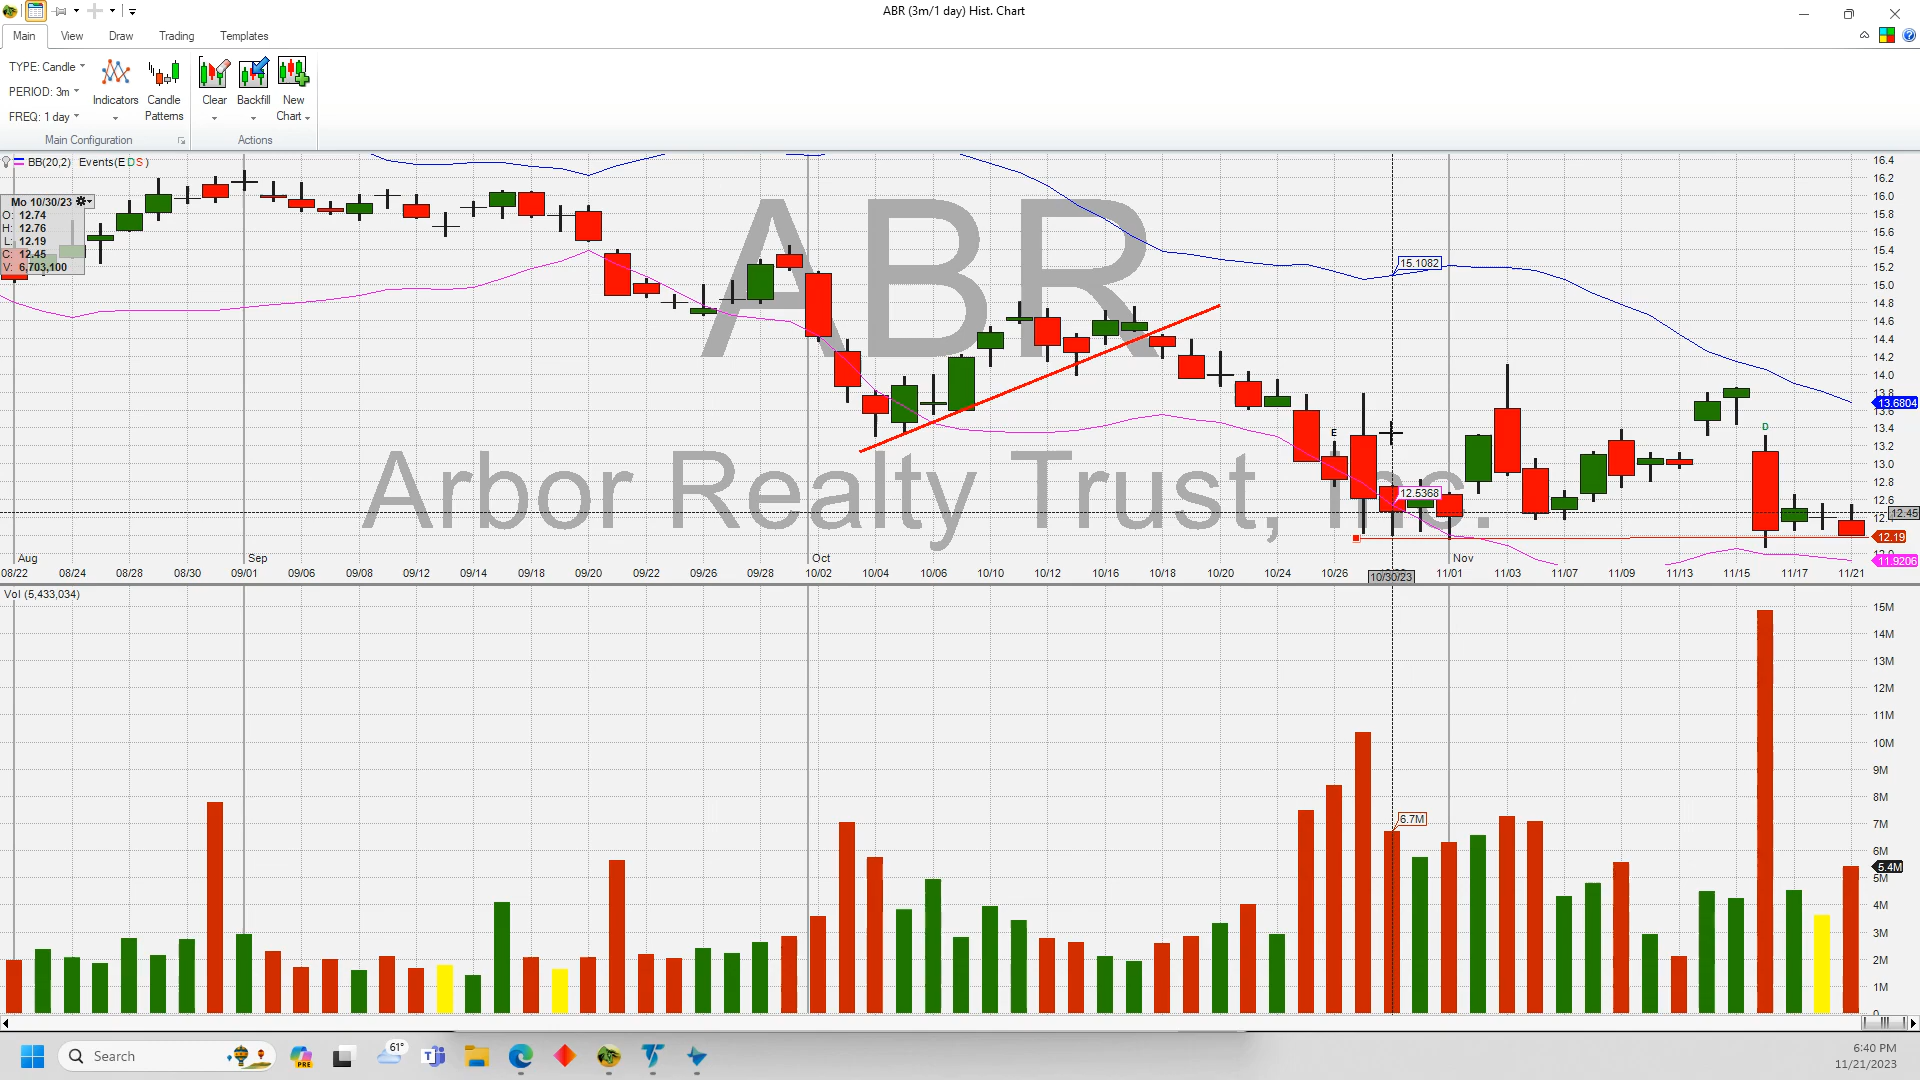 ABR (3m/1 day) Hist. Chart
Main View Draw Trading Templates
TYPE: Candle
PERIOD: 3m
FREQ: 1 day
Indicators
Candle Patterns
Clear
Backfill
New Chart
Main Configuration
Actions
BB(20,2) Events(EDS)
Mo 10/30/23
O: 12.74
H: 12.76
L: 12.19
C: 12.45
V: 6,703,100
ABR
Arbor Realty Trust, Inc.
15.1082
12.5368
E
D
16.4
16.2
16.0
15.8
15.6
15.4
15.2
15.0
14.8
14.6
14.4
14.2
14.0
13.8
13.6804
13.6
13.4
13.2
13.0
12.8
12.6
12.45
12.19
12.0
11.9206
Aug Sep Oct Nov
08/22 08/24 08/28 08/30 09/01 09/06 09/08 09/12 09/14 09/18 09/20 09/22 09/26 09/28 10/02 10/04 10/06 10/10 10/12 10/16 10/18 10/20 10/24 10/26 10/30/23 11/01 11/03 11/07 11/09 11/13 11/15 11/17 11/21
Vol (5,433,034)
6.7M
15M
14M
13M
12M
11M
10M
9M
8M
7M
6M
5.4M
5M
4M
3M
2M
1M
0
Search
PRE
61°
6:40 PM
11/21/2023